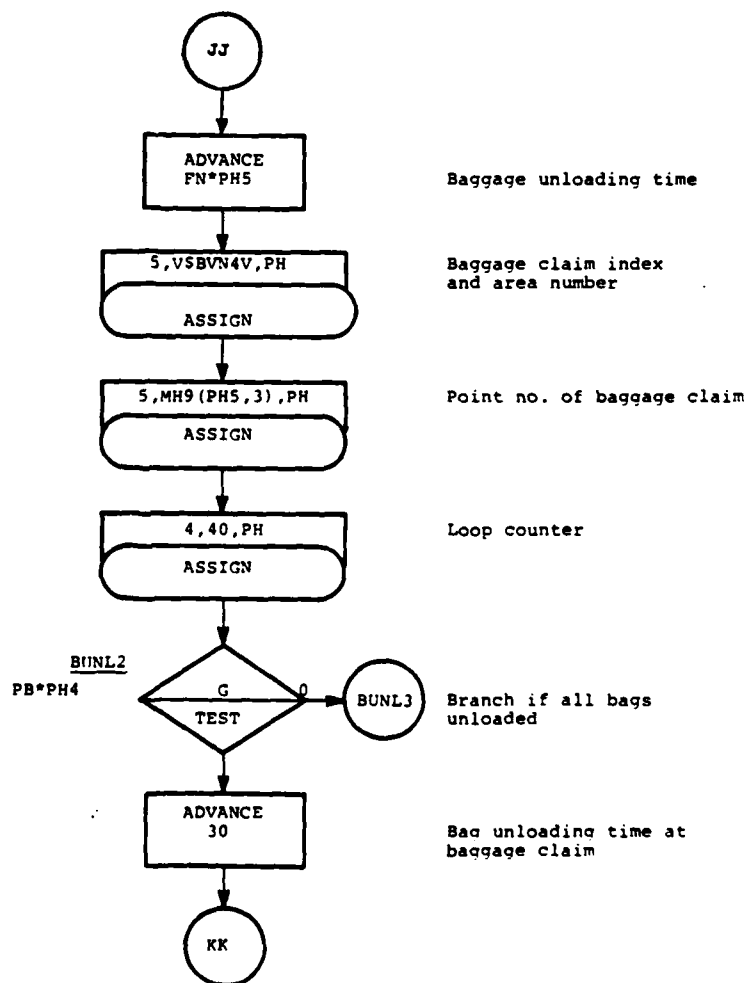 JJ
ADVANCE
FN*PH5
Baggage unloading time
5,VSBVN4V,PH
ASSIGN
Baggage claim index
and area number
5,MH9(PH5,3),PH
ASSIGN
Point no. of baggage claim
4,40,PH
ASSIGN
Loop counter
BUNL2
PB*PH4
G
0
TEST
BUNL3
Branch if all bags
unloaded
ADVANCE
30
Bag unloading time at
baggage claim
KK